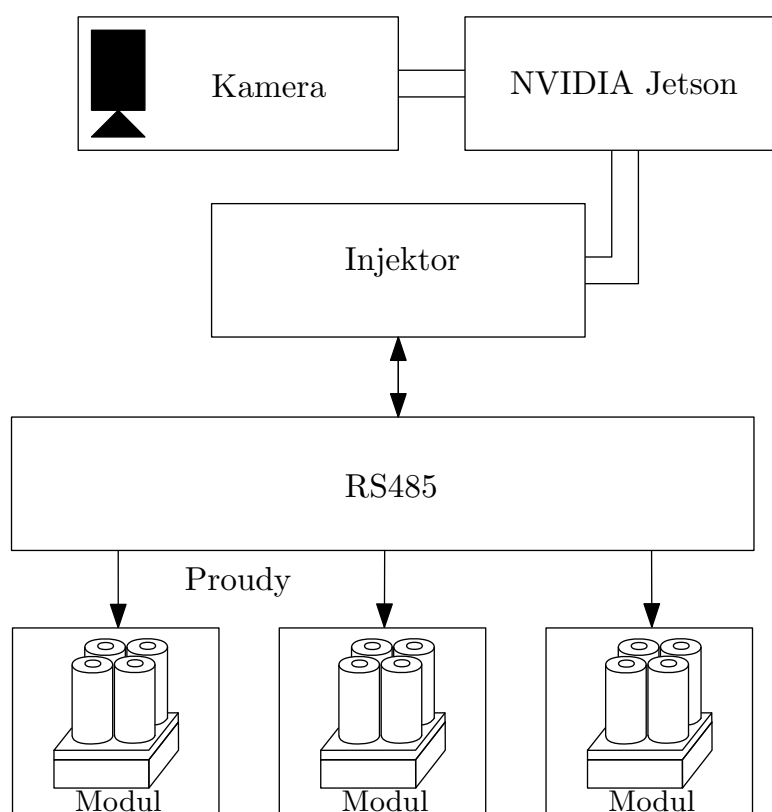 Kamera
NVIDIA Jetson
Injektor
RS485
Proudy
Modul
Modul
Modul